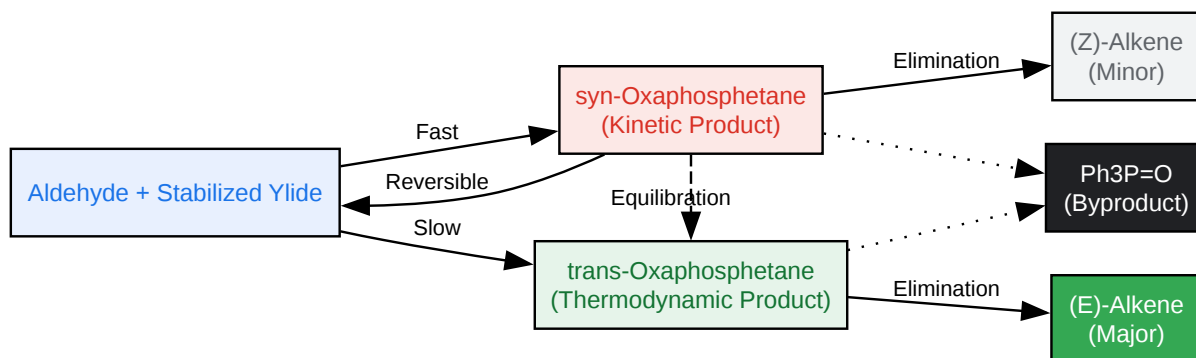 Aldehyde + Stabilized Ylide
Fast
Reversible
Slow
syn-Oxaphosphetane
(Kinetic Product)
Equilibration
trans-Oxaphosphetane
(Thermodynamic Product)
Elimination
(Z)-Alkene
(Minor)
Ph3P=O
(Byproduct)
Elimination
(E)-Alkene
(Major)